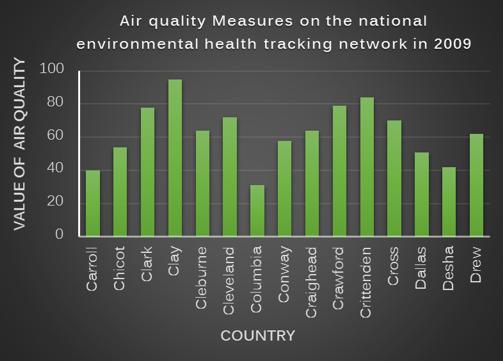 Air quality Measures on the national
environmental health tracking network in 2009
VALUE OF AIR QUALITY
100
80
60
40
20
0
Carroll
Chicot
Clark
Clay
Cleburne
Cleveland
Columbia
Conway
Craighead
Crawford
Crittenden
Cross
Dallas
Desha
Drew
COUNTRY